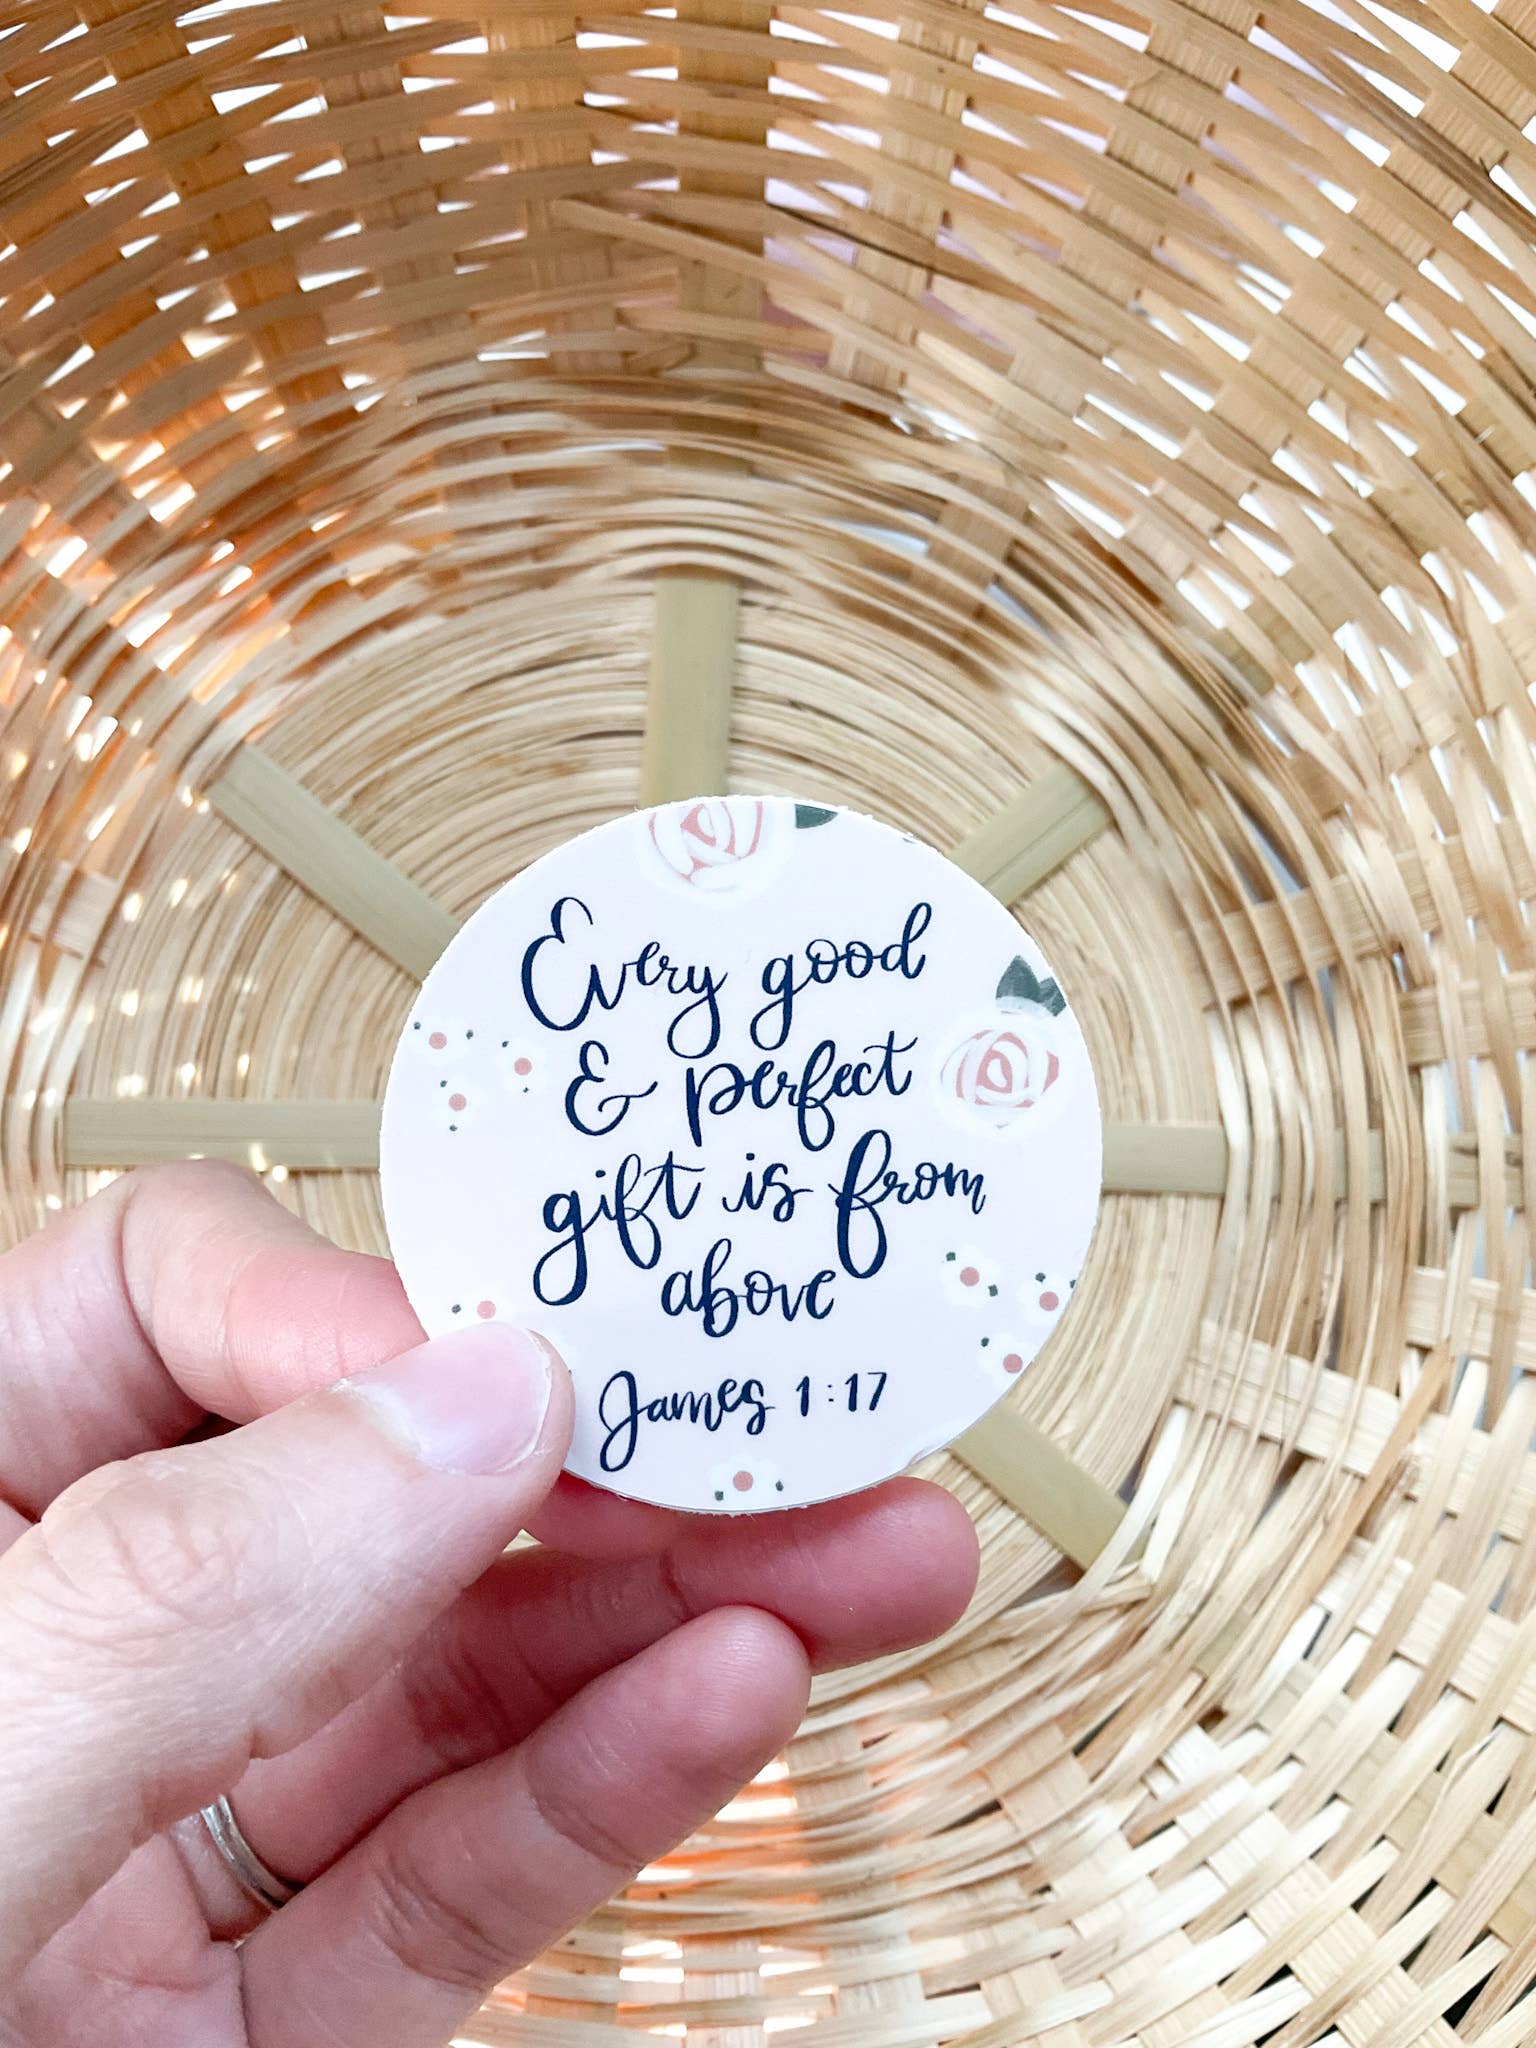 Every good
& perfect
gift is from
above
James 1:17